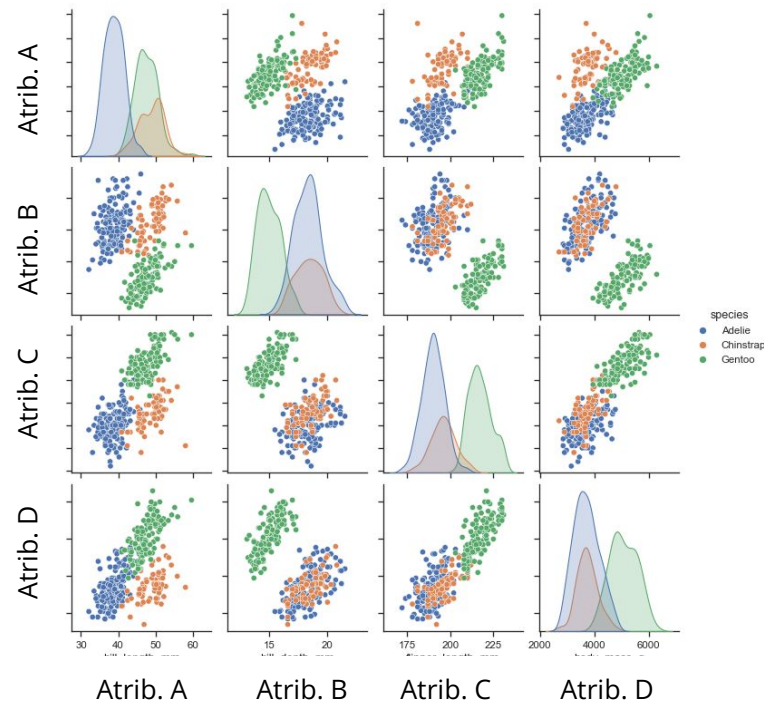 Atrib. A
Atrib. B
Atrib. C
Atrib. D
species
Adelie
Chinstrap
Gentoo
30 40 50 60
15 20
175 200 225
2000 4000 6000
Atrib. A Atrib. B Atrib. C Atrib. D